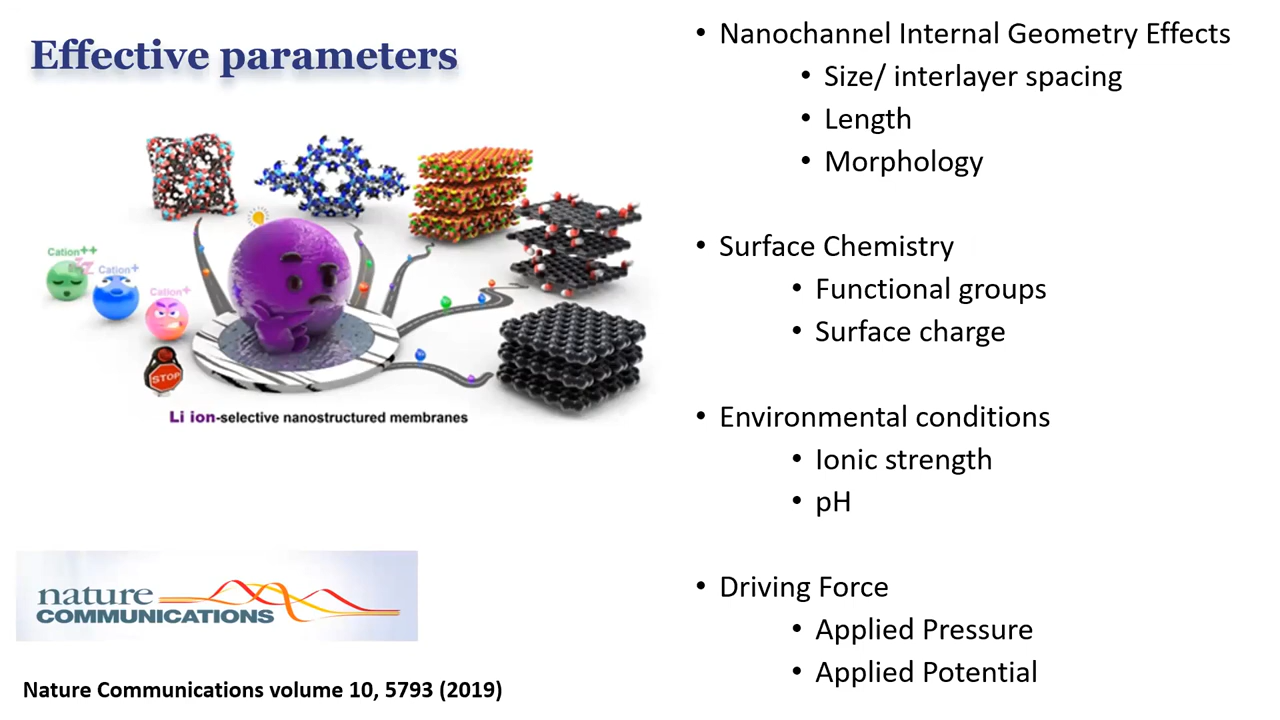 Effective parameters
Cation++
Cation+
Cation+
STOP
Li ion-selective nanostructured membranes
nature
COMMUNICATIONS
Nature Communications volume 10, 5793 (2019)
• Nanochannel Internal Geometry Effects
• Size/ interlayer spacing
• Length
• Morphology
• Surface Chemistry
• Functional groups
• Surface charge
• Environmental conditions
• Ionic strength
• pH
• Driving Force
• Applied Pressure
• Applied Potential